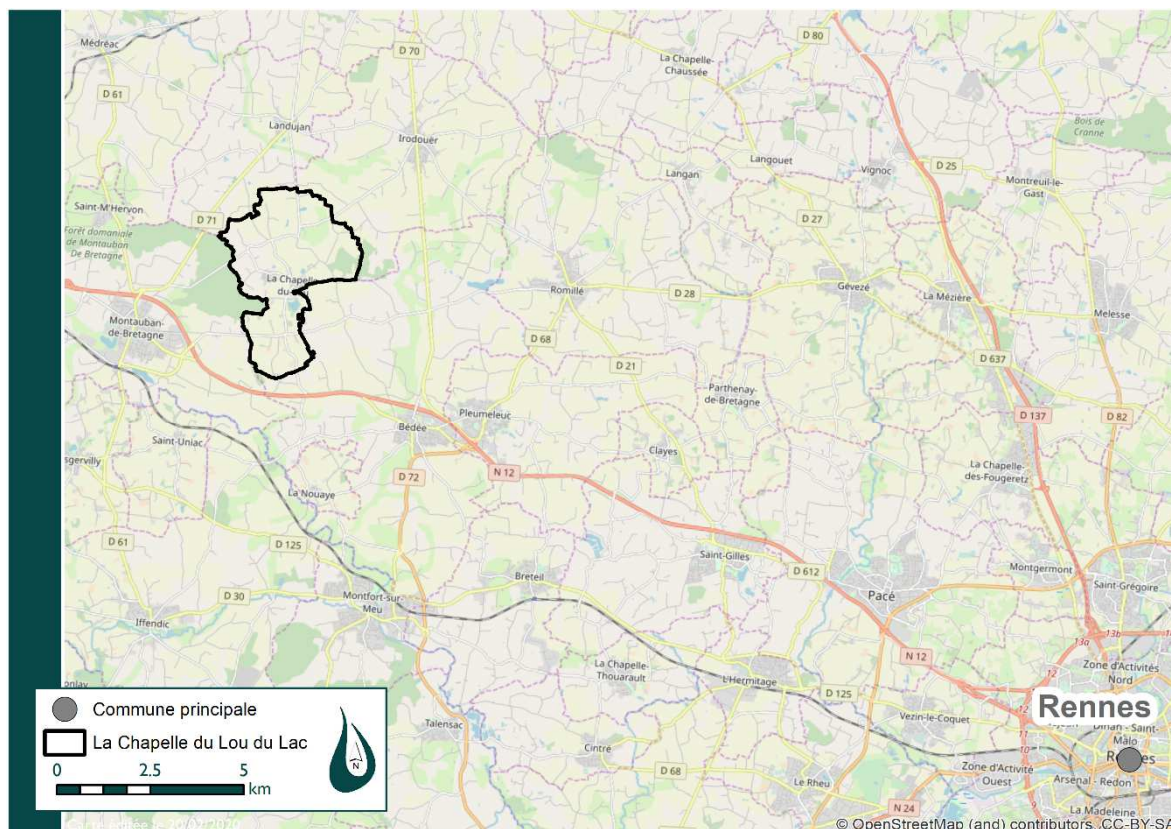 Médréac
D 61
D 70
D 80
La Chapelle-
Chaussée
Landujan
Irodouer
Bois de
Cranne
Langouet
Langan
Vignoc
D 25
Montreuil-le-
Gast
Saint-M'Hervon
D 71
D 27
Forêt domaniale
de Montauban
De Bretagne
La Chapelle
Romillé
D 28
Gévezé
La Mézière
Melesse
Montauban-
de-Bretagne
D 68
D 21
D 637
Parthenay-
de-Bretagne
D 137
D 82
Pleumeleuc
Bédée
Saint-Uniac
Clayes
N 12
D 72
La Chapelle-
des-Fougeretz
La Nouaye
D 61
D 125
Saint-Gilles
D 612
Montgermont
Saint-Grégoire
Breteil
Pacé
D 30
Montfort-sur-
Meu
Iffendic
13a
13b
N 12
12
Zone d'Activités
Nord
La Chapelle-
Thouarault
L'Hermitage
D 125
Vezin-le-Coquet
Rennes
Talensac
Cintré
D 68
Le Rheu
Zone d'Activité
Ouest
Arsenal - Redon
N 24
La Madeleine
Commune principale
La Chapelle du Lou du Lac
0 2.5 5
km
N
© OpenStreetMap (and) contributors, CC-BY-SA